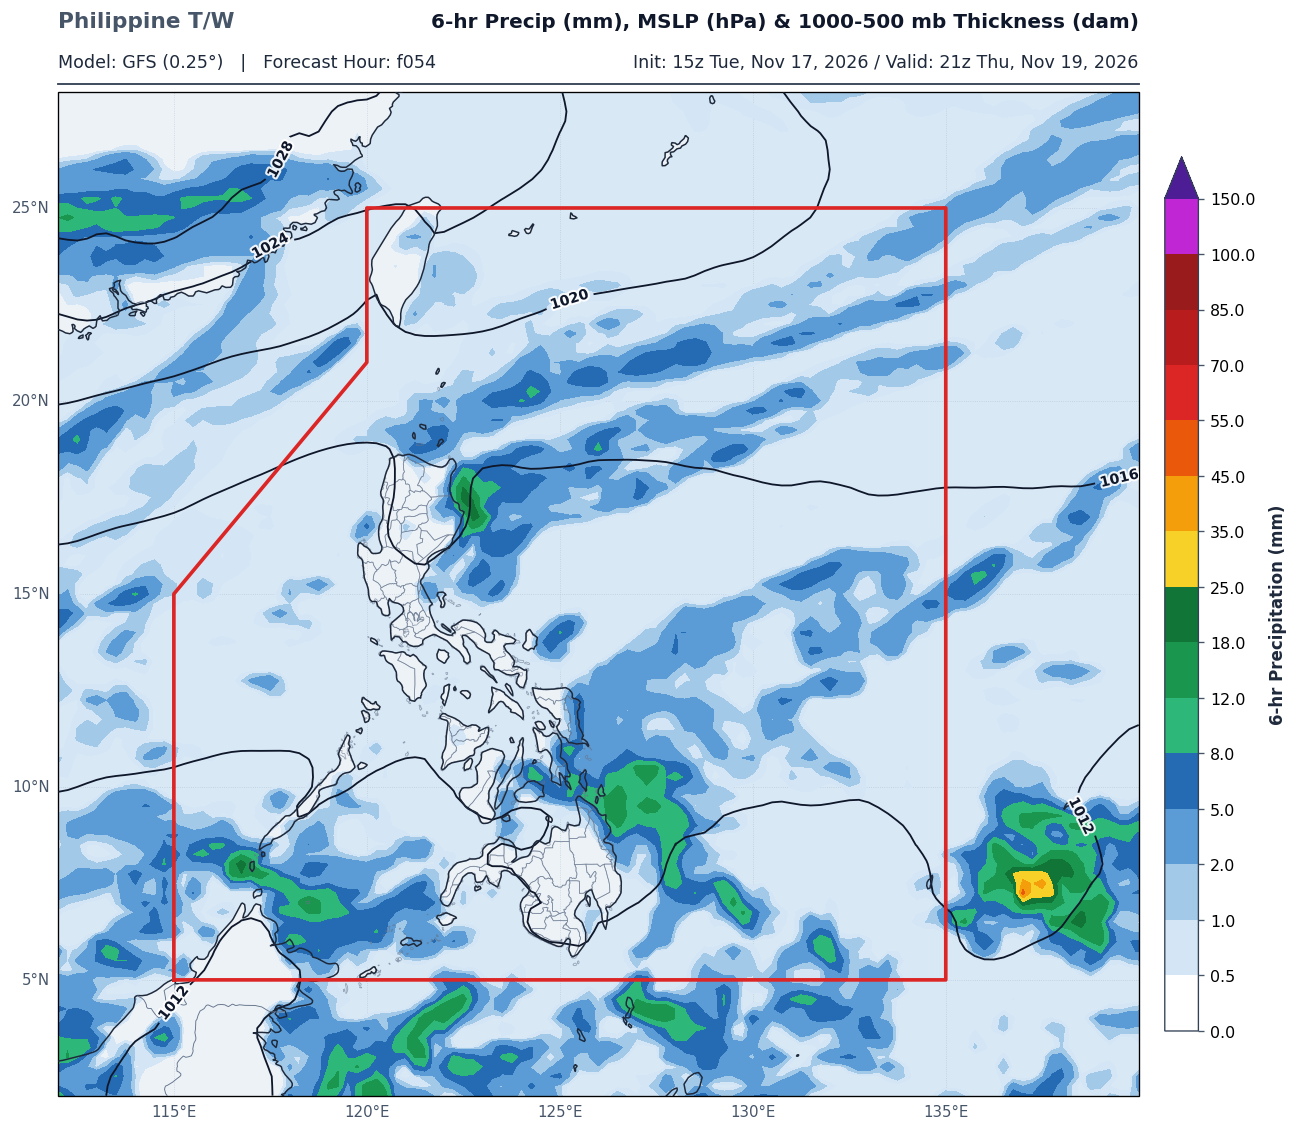 Philippine T/W
6-hr Precip (mm), MSLP (hPa) & 1000-500 mb Thickness (dam)
Model: GFS (0.25°) | Forecast Hour: f054
Init: 15z Tue, Nov 17, 2026 / Valid: 21z Thu, Nov 19, 2026
1028
1024
1020
1016
1012
1012
25°N
20°N
15°N
10°N
5°N
115°E
120°E
125°E
130°E
135°E
150.0
100.0
85.0
70.0
55.0
45.0
35.0
25.0
18.0
12.0
8.0
5.0
2.0
1.0
0.5
0.0
6-hr Precipitation (mm)